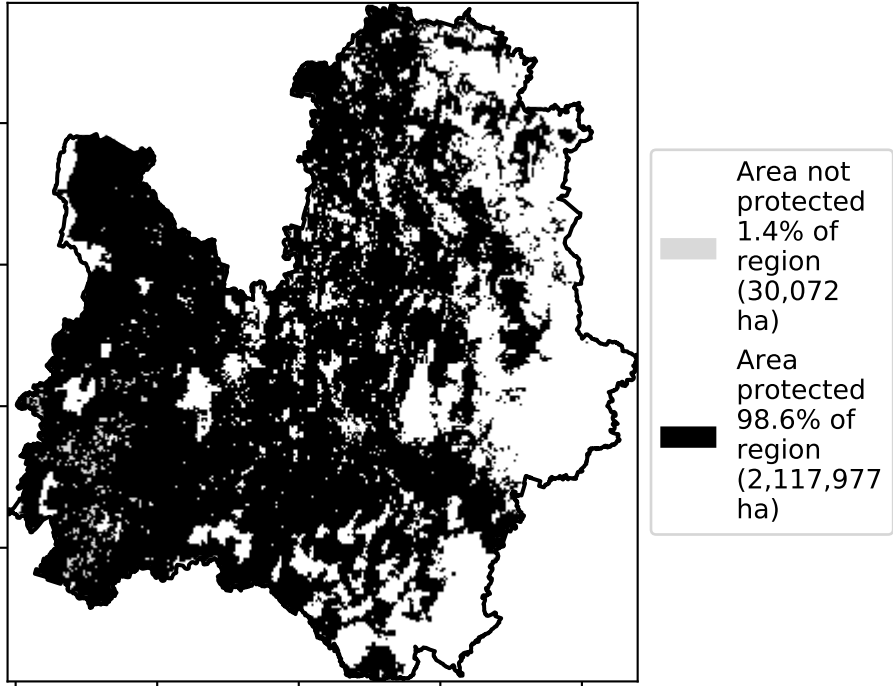 Area not
protected
1.4% of
region
(30,072
ha)
Area
protected
98.6% of
region
(2,117,977
ha)